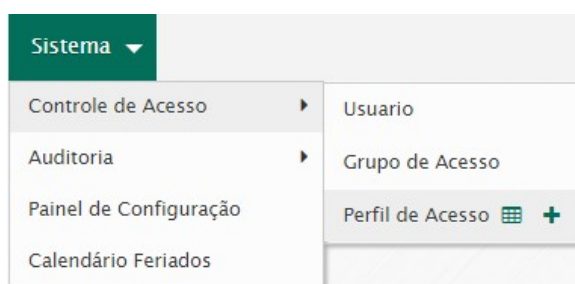 Sistema
Controle de Acesso
Auditoria
Painel de Configuração
Calendário Feriados
Usuario
Grupo de Acesso
Perfil de Acesso